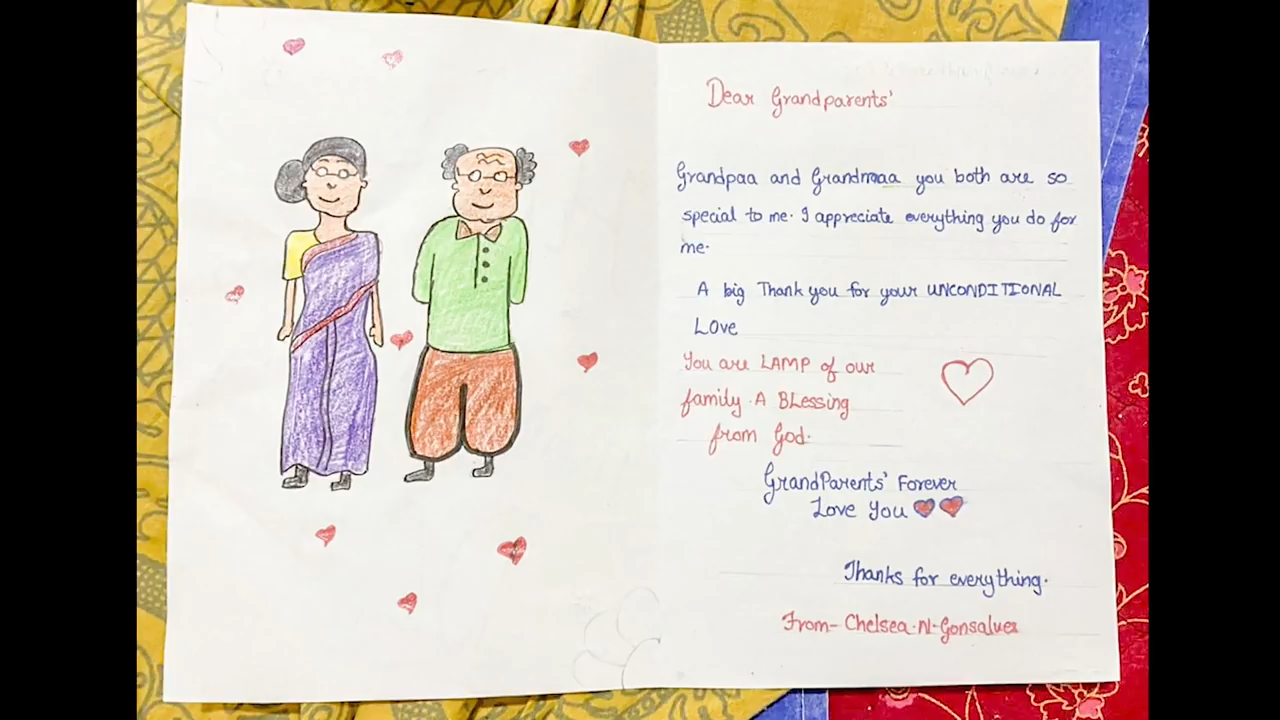 Dear Grandparents'
Grandpaa and Grandmaa you both are so
special to me. I appreciate everything you do for
me.
A big Thank you for your UNCONDITIONAL
LOve
You are LAMP of our
family. A BLessing
from God.
GrandParents' Forever
Love You
Thanks for everything.
From- Chelsea.N-Gonsalves